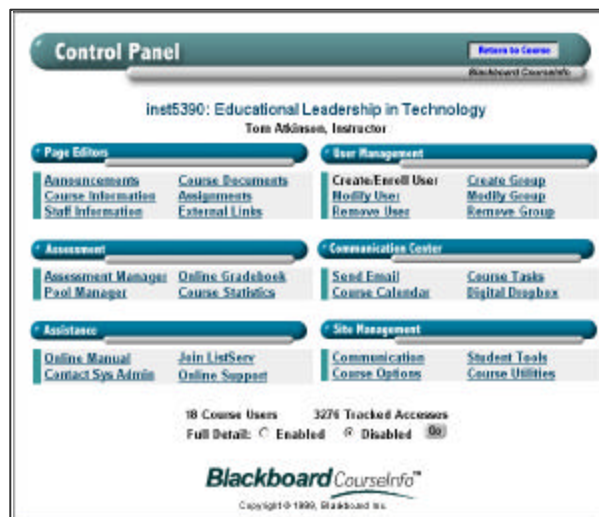 Control Panel
Return to Course
Blackboard CourseInfo
inst5390: Educational Leadership in Technology
Tom Atkinson, Instructor
Page Editors
Announcements Course Documents
Course Information Assignments
Staff Information External Links
User Management
Create/Enroll User Create Group
Modify User Modify Group
Remove User Remove Group
Assessment
Assessment Manager Online Gradebook
Pool Manager Course Statistics
Communication Center
Send Email Course Tasks
Course Calendar Digital Dropbox
Assistance
Online Manual Join ListServ
Contact Sys Admin Online Support
Site Management
Communication Student Tools
Course Options Course Utilities
18 Course Users 3276 Tracked Accesses
Full Detail: Enabled Disabled Go
Blackboard CourseInfo™
Copyright © 1999, Blackboard Inc.